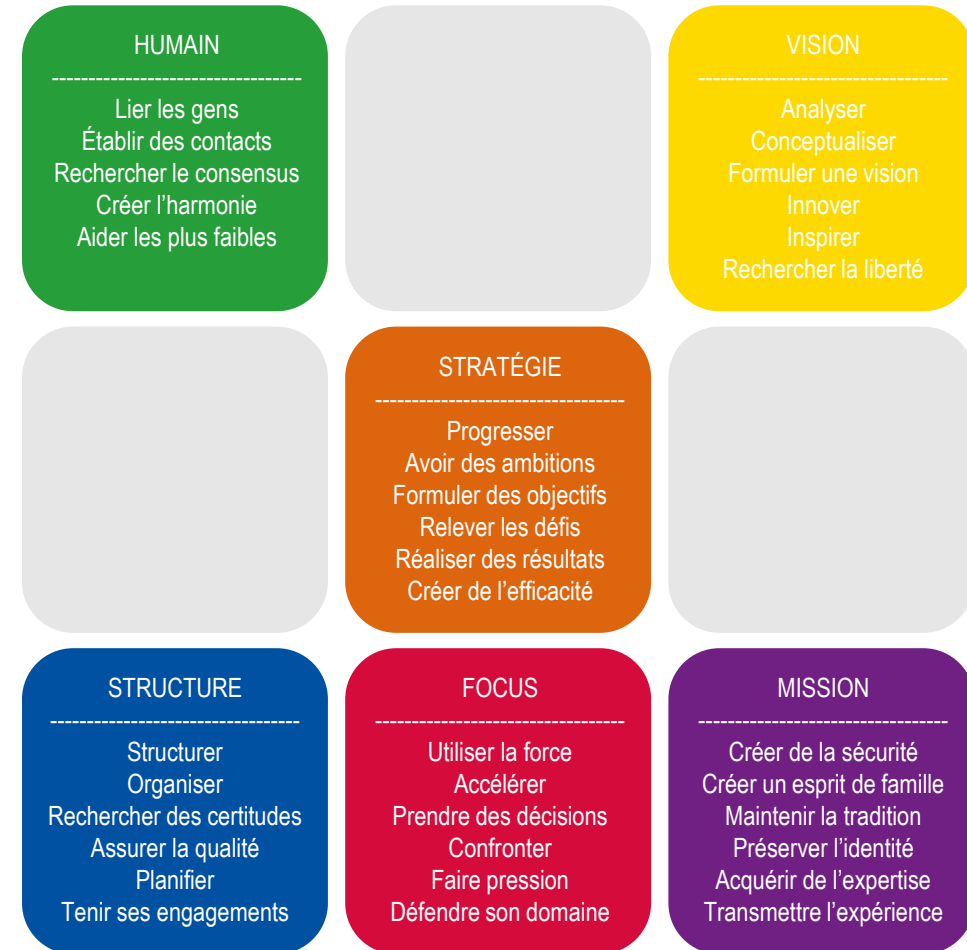 HUMAIN
----------------------------------
Lier les gens
Établir des contacts
Rechercher le consensus
Créer l’harmonie
Aider les plus faibles
VISION
----------------------------------
Analyser
Conceptualiser
Formuler une vision
Innover
Inspirer
Rechercher la liberté
STRATÉGIE
----------------------------------
Progresser
Avoir des ambitions
Formuler des objectifs
Relever les défis
Réaliser des résultats
Créer de l’efficacité
STRUCTURE
----------------------------------
Structurer
Organiser
Rechercher des certitudes
Assurer la qualité
Planifier
Tenir ses engagements
FOCUS
----------------------------------
Utiliser la force
Accélérer
Prendre des décisions
Confronter
Faire pression
Défendre son domaine
MISSION
----------------------------------
Créer de la sécurité
Créer un esprit de famille
Maintenir la tradition
Préserver l’identité
Acquérir de l’expertise
Transmettre l’expérience